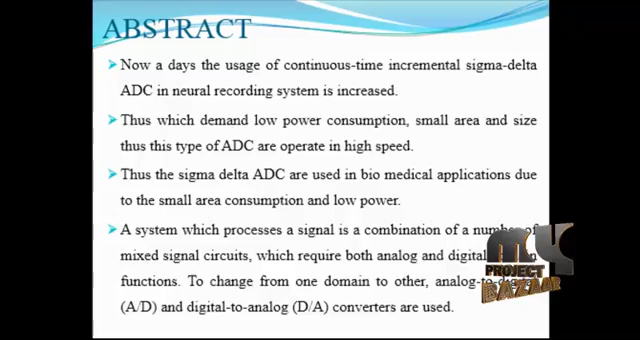 ABSTRACT
Now a days the usage of continuous-time incremental sigma-delta
ADC in neural recording system is increased.
Thus which demand low power consumption, small area and size
thus this type of ADC are operate in high speed.
Thus the sigma delta ADC are used in bio medical applications due
to the small area consumption and low power.
A system which processes a signal is a combination of a number of
mixed signal circuits, which require both analog and digital
functions. To change from one domain to other, analog-to-digital
(A/D) and digital-to-analog (D/A) converters are used.
MY
PROJECT
BAZAAR